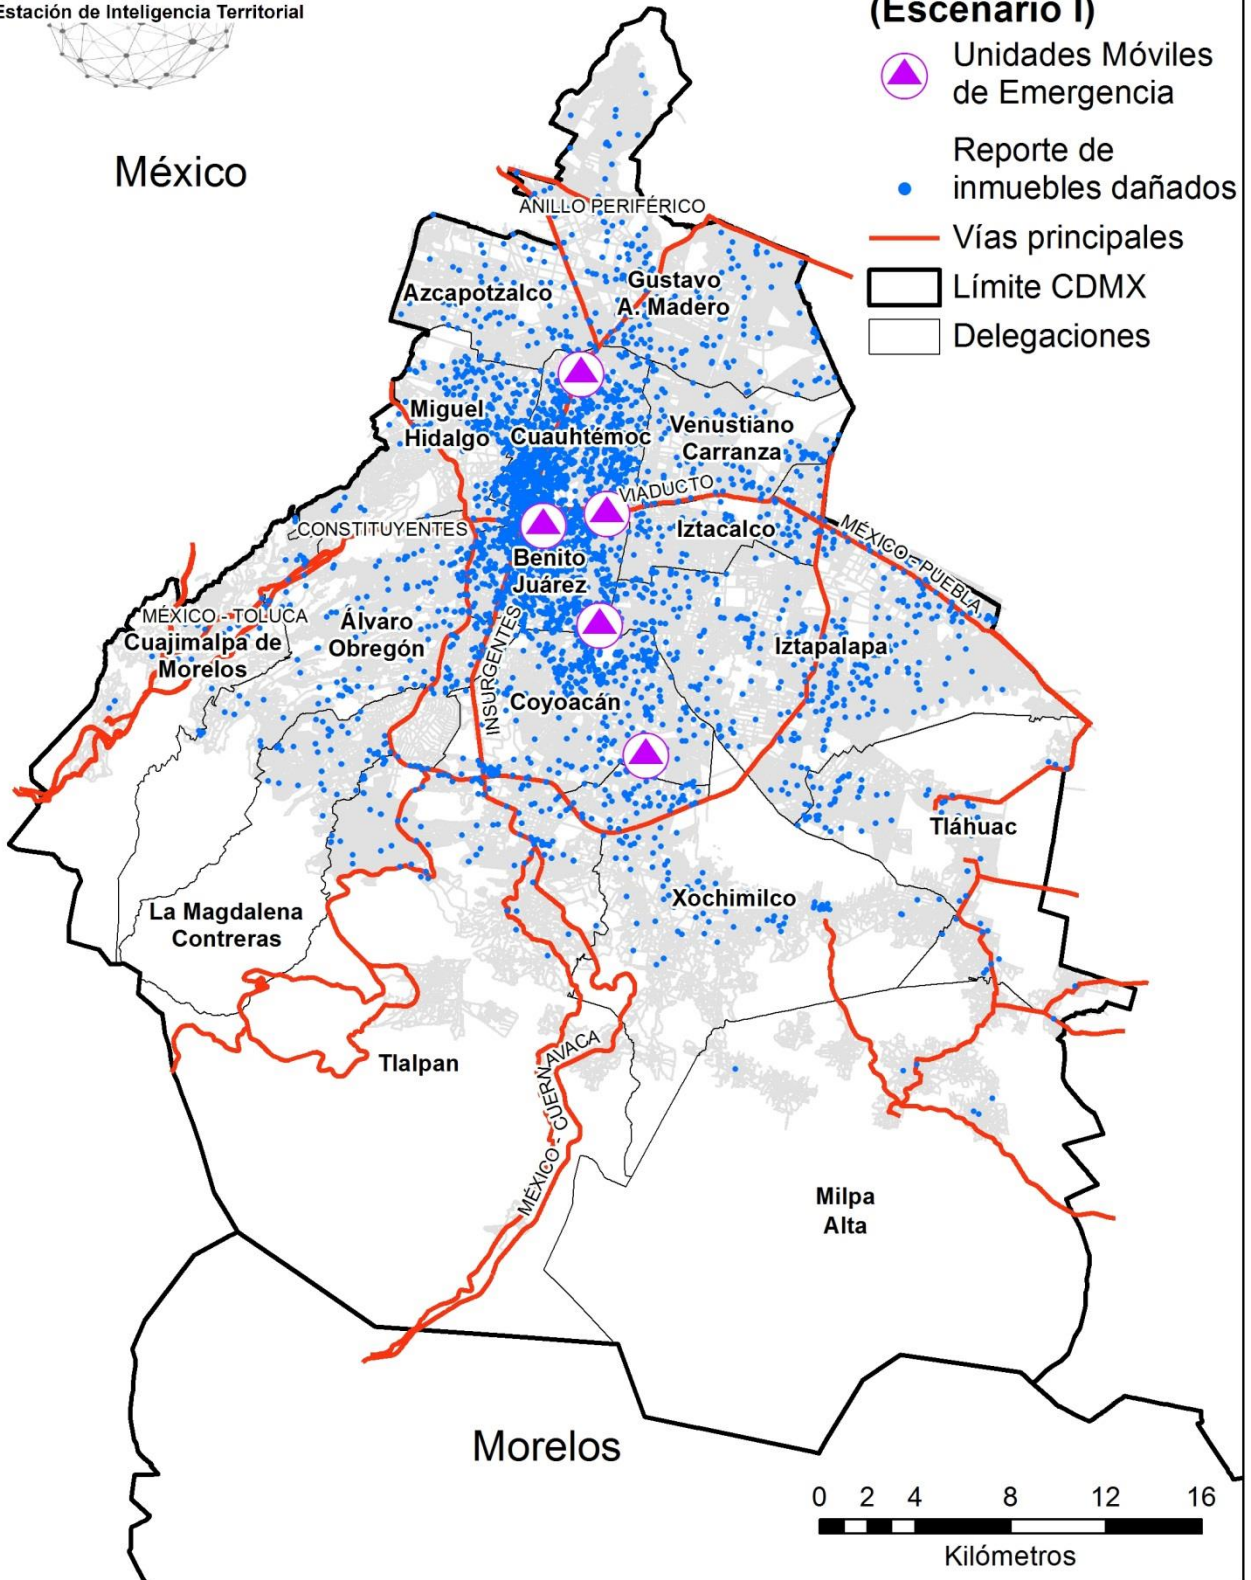 Estación de Inteligencia Territorial
(Escenario I)
Unidades Móviles
de Emergencia
Reporte de
inmuebles dañados
Vías principales
Límite CDMX
Delegaciones
México
ANILLO PERIFÉRICO
Azcapotzalco
Gustavo
A. Madero
Miguel
Hidalgo
Cuauhtémoc
Venustiano
Carranza
VIADUCTO
CONSTITUYENTES
Iztacalco
MÉXICO - PUEBLA
Benito
Juárez
MÉXICO - TOLUCA
Cuajimalpa de
Morelos
Álvaro
Obregón
INSURGENTES
Iztapalapa
Coyoacán
Tláhuac
Xochimilco
La Magdalena
Contreras
Tlalpan
MÉXICO - CUERNAVACA
Milpa
Alta
Morelos
0 2 4 8 12 16
Kilómetros